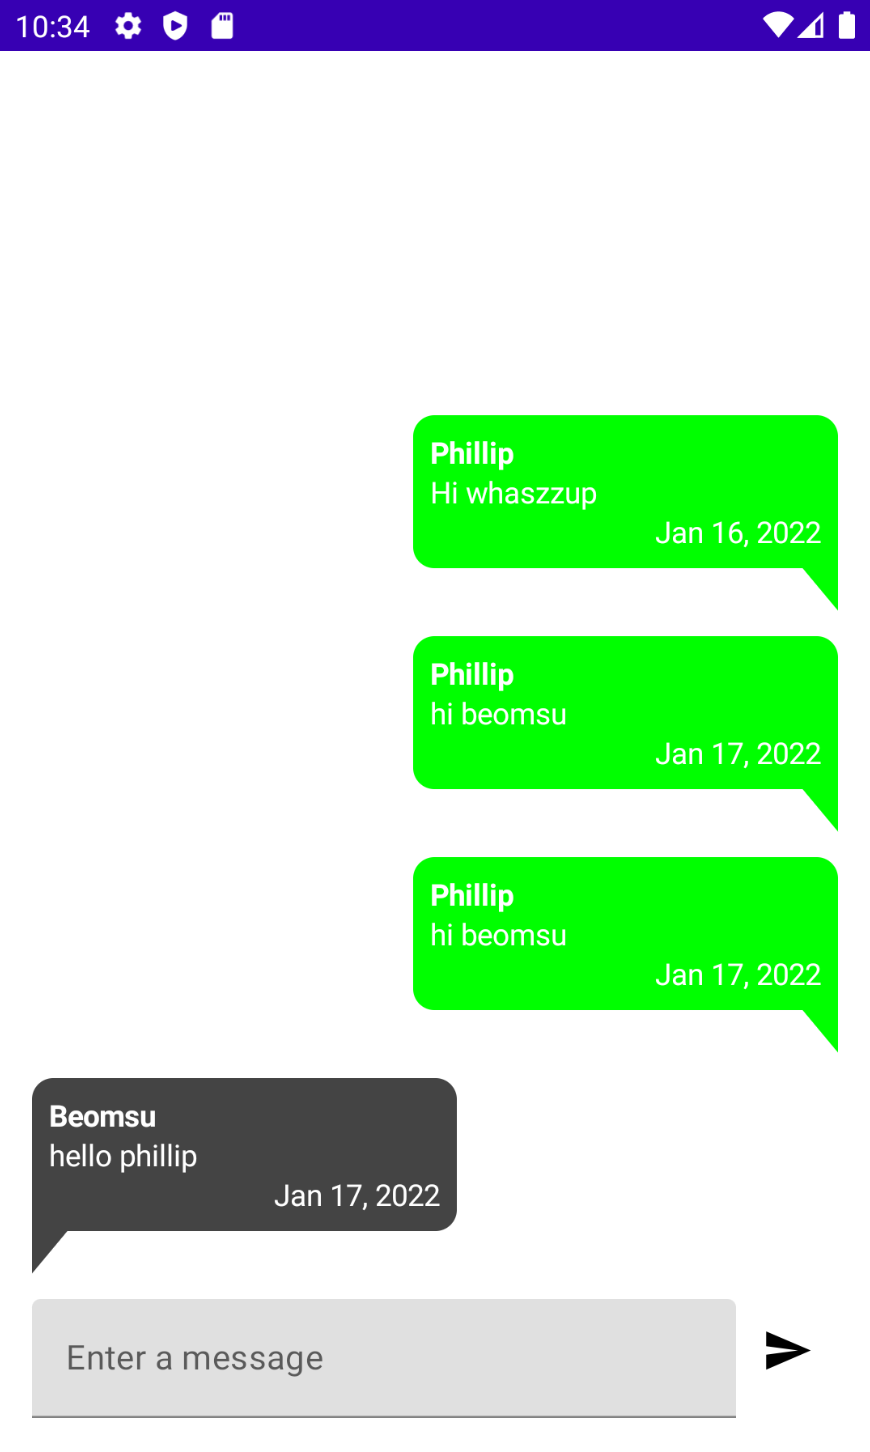 10:34
Phillip
Hi whaszzup
Jan 16, 2022
Phillip
hi beomsu
Jan 17, 2022
Phillip
hi beomsu
Jan 17, 2022
Beomsu
hello phillip
Jan 17, 2022
Enter a message